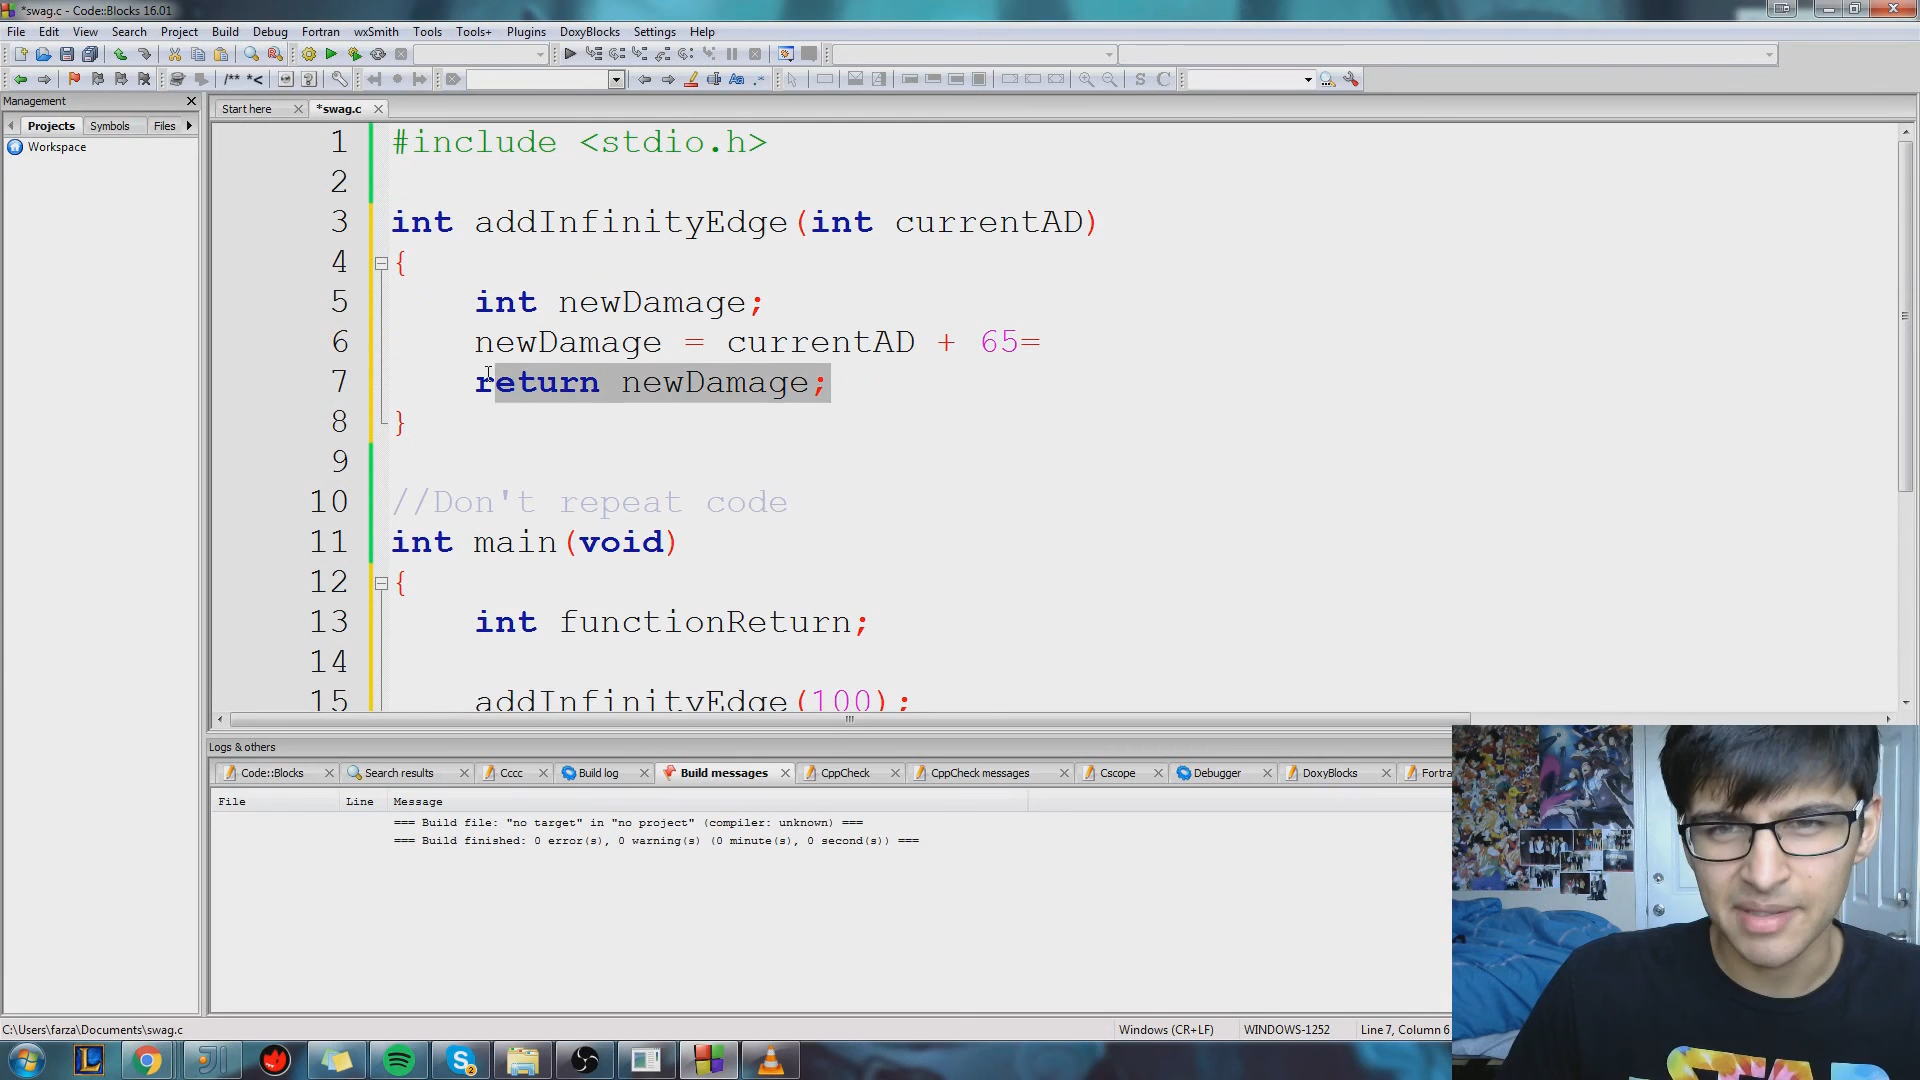 *swag.c - Code::Blocks 16.01
File Edit View Search Project Build Debug Fortran wxSmith Tools Tools+ Plugins DoxyBlocks Settings Help
/** *<
Aa .* S C
Management
Start here *swag.c
Projects Symbols Files
Workspace
1 #include <stdio.h>
2
3 int addInfinityEdge(int currentAD)
4 {
5 int newDamage;
6 newDamage = currentAD + 65=
7 return newDamage;
8 }
9
10 //Don't repeat code
11 int main(void)
12 {
13 int functionReturn;
14
15 addInfinityEdge(100);
Logs & others
Code::Blocks Search results Cccc Build log Build messages CppCheck CppCheck messages Cscope Debugger DoxyBlocks Fortra
File Line Message
=== Build file: "no target" in "no project" (compiler: unknown) ===
=== Build finished: 0 error(s), 0 warning(s) (0 minute(s), 0 second(s)) ===
C:\Users\farza\Documents\swag.c Windows (CR+LF) WINDOWS-1252 Line 7, Column 6